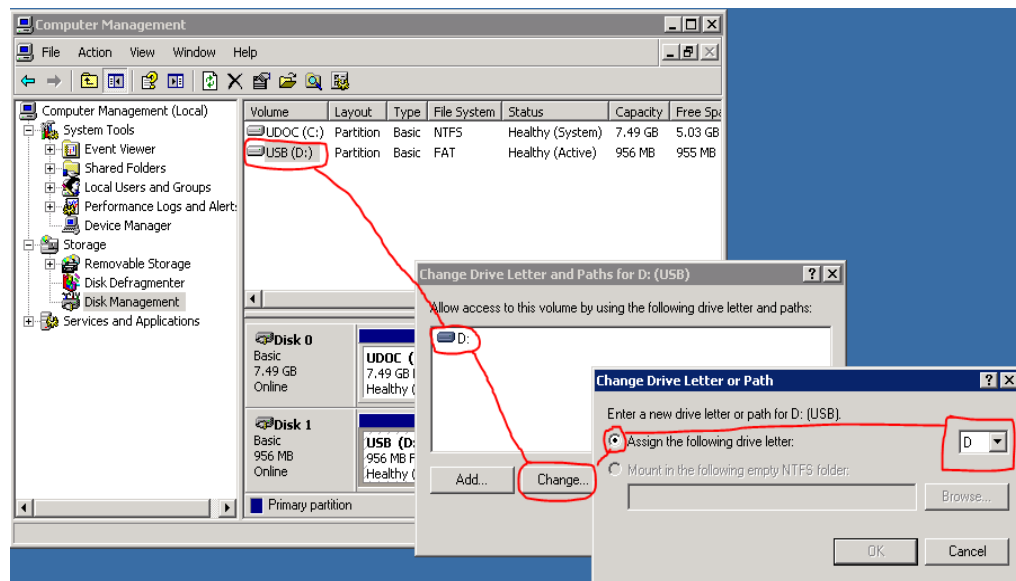 Computer Management
File Action View Window Help
Computer Management (Local)
System Tools
Event Viewer
Shared Folders
Local Users and Groups
Performance Logs and Alert
Device Manager
Storage
Removable Storage
Disk Defragmenter
Disk Management
Services and Applications
Volume Layout Type File System Status Capacity Free Spa
UDOC (C:) Partition Basic NTFS Healthy (System) 7.49 GB 5.03 GB
USB (D:) Partition Basic FAT Healthy (Active) 956 MB 955 MB
Disk 0
Basic
7.49 GB
Online
UDOC (
7.49 GB
Healthy (
Disk 1
Basic
956 MB
Online
USB (D:
956 MB F
Healthy (
Primary partition
Change Drive Letter and Paths for D: (USB)
Allow access to this volume by using the following drive letter and paths:
D:
Add... Change...
Change Drive Letter or Path
Enter a new drive letter or path for D: (USB).
Assign the following drive letter: D
Mount in the following empty NTFS folder:
Browse...
OK Cancel